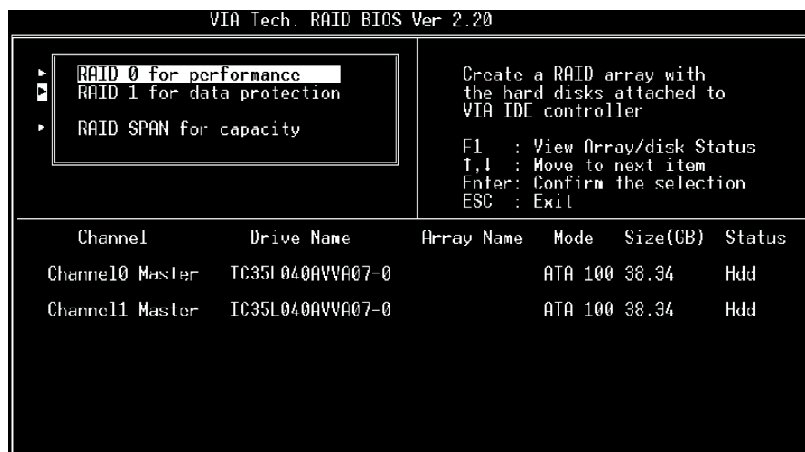 VIA Tech. RAID BIOS Ver 2.20
RAID 0 for performance
RAID 1 for data protection
RAID SPAN for capacity
Create a RAID array with
the hard disks attached to
VIA IDE controller
F1 : View Array/disk Status
↑,↓ : Move to next item
Enter: Confirm the selection
ESC : Exit
Channel Drive Name Array Name Mode Size(GB) Status
Channel0 Master IC35L040AVVA07-0 ATA 100 38.34 Hdd
Channel1 Master IC35L040AVVA07-0 ATA 100 38.34 Hdd